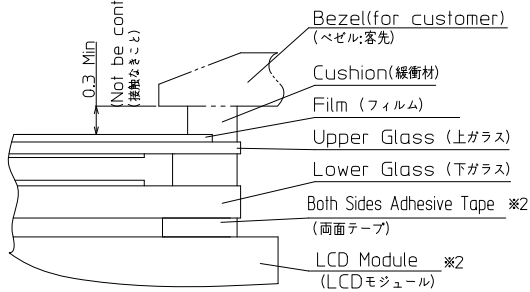 Bezel(for customer)
(ベゼル:客先)
Cushion(緩衝材)
Film (フィルム)
Upper Glass (上ガラス)
Lower Glass (下ガラス)
Both Sides Adhesive Tape ※2
(両面テープ)
LCD Module ※2
(LCDモジュール)
0.3 Min
(Not be
(接触なきこと)